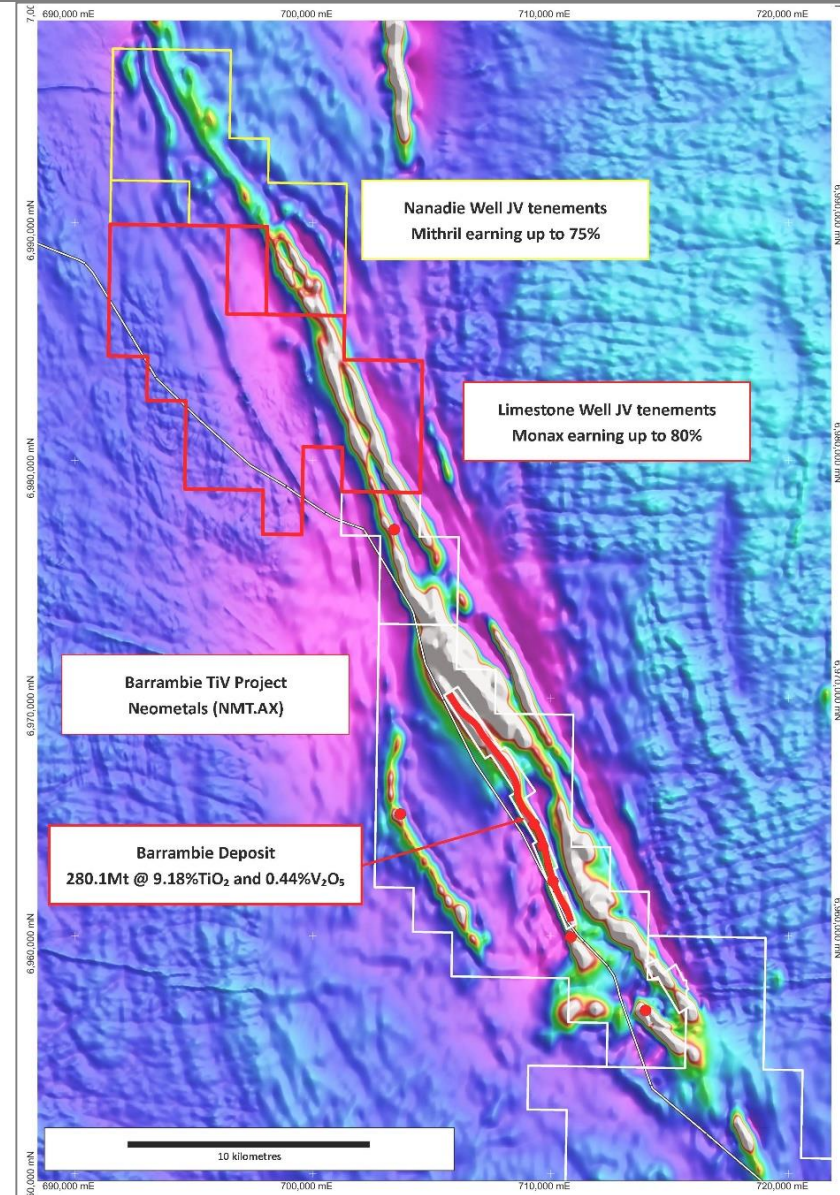 690,000 mE
700,000 mE
710,000 mE
720,000 mE
6,990,000 mN
Nanadie Well JV tenements
Mithril earning up to 75%
Limestone Well JV tenements
Monax earning up to 80%
6,980,000 mN
Barrambie TiV Project
Neometals (NMT.AX)
6,970,000 mN
Barrambie Deposit
280.1Mt @ 9.18%TiO₂ and 0.44%V₂O₅
6,960,000 mN
10 kilometres
690,000 mE
700,000 mE
710,000 mE
720,000 mE